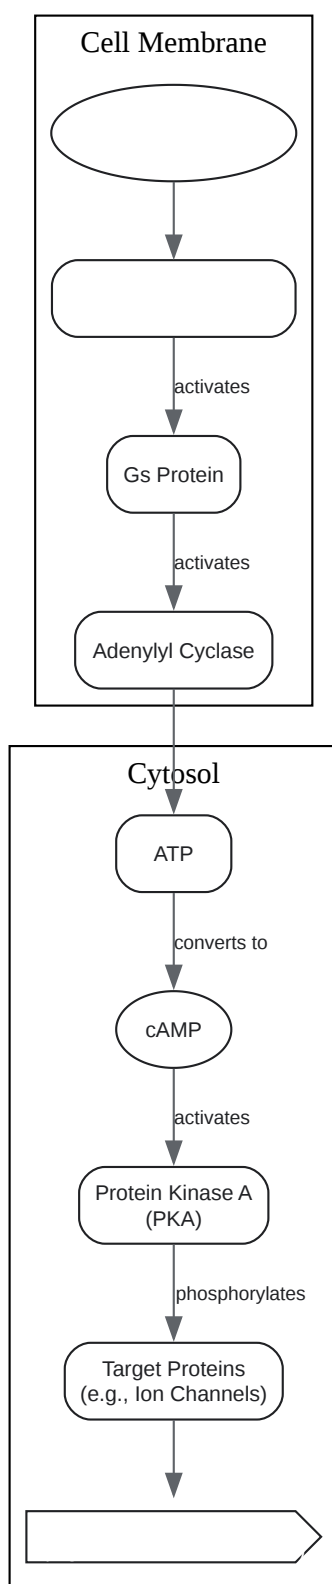 Cell Membrane
activates
Gs Protein
activates
Adenylyl Cyclase
Cytosol
ATP
converts to
cAMP
activates
Protein Kinase A
(PKA)
phosphorylates
Target Proteins
(e.g., Ion Channels)